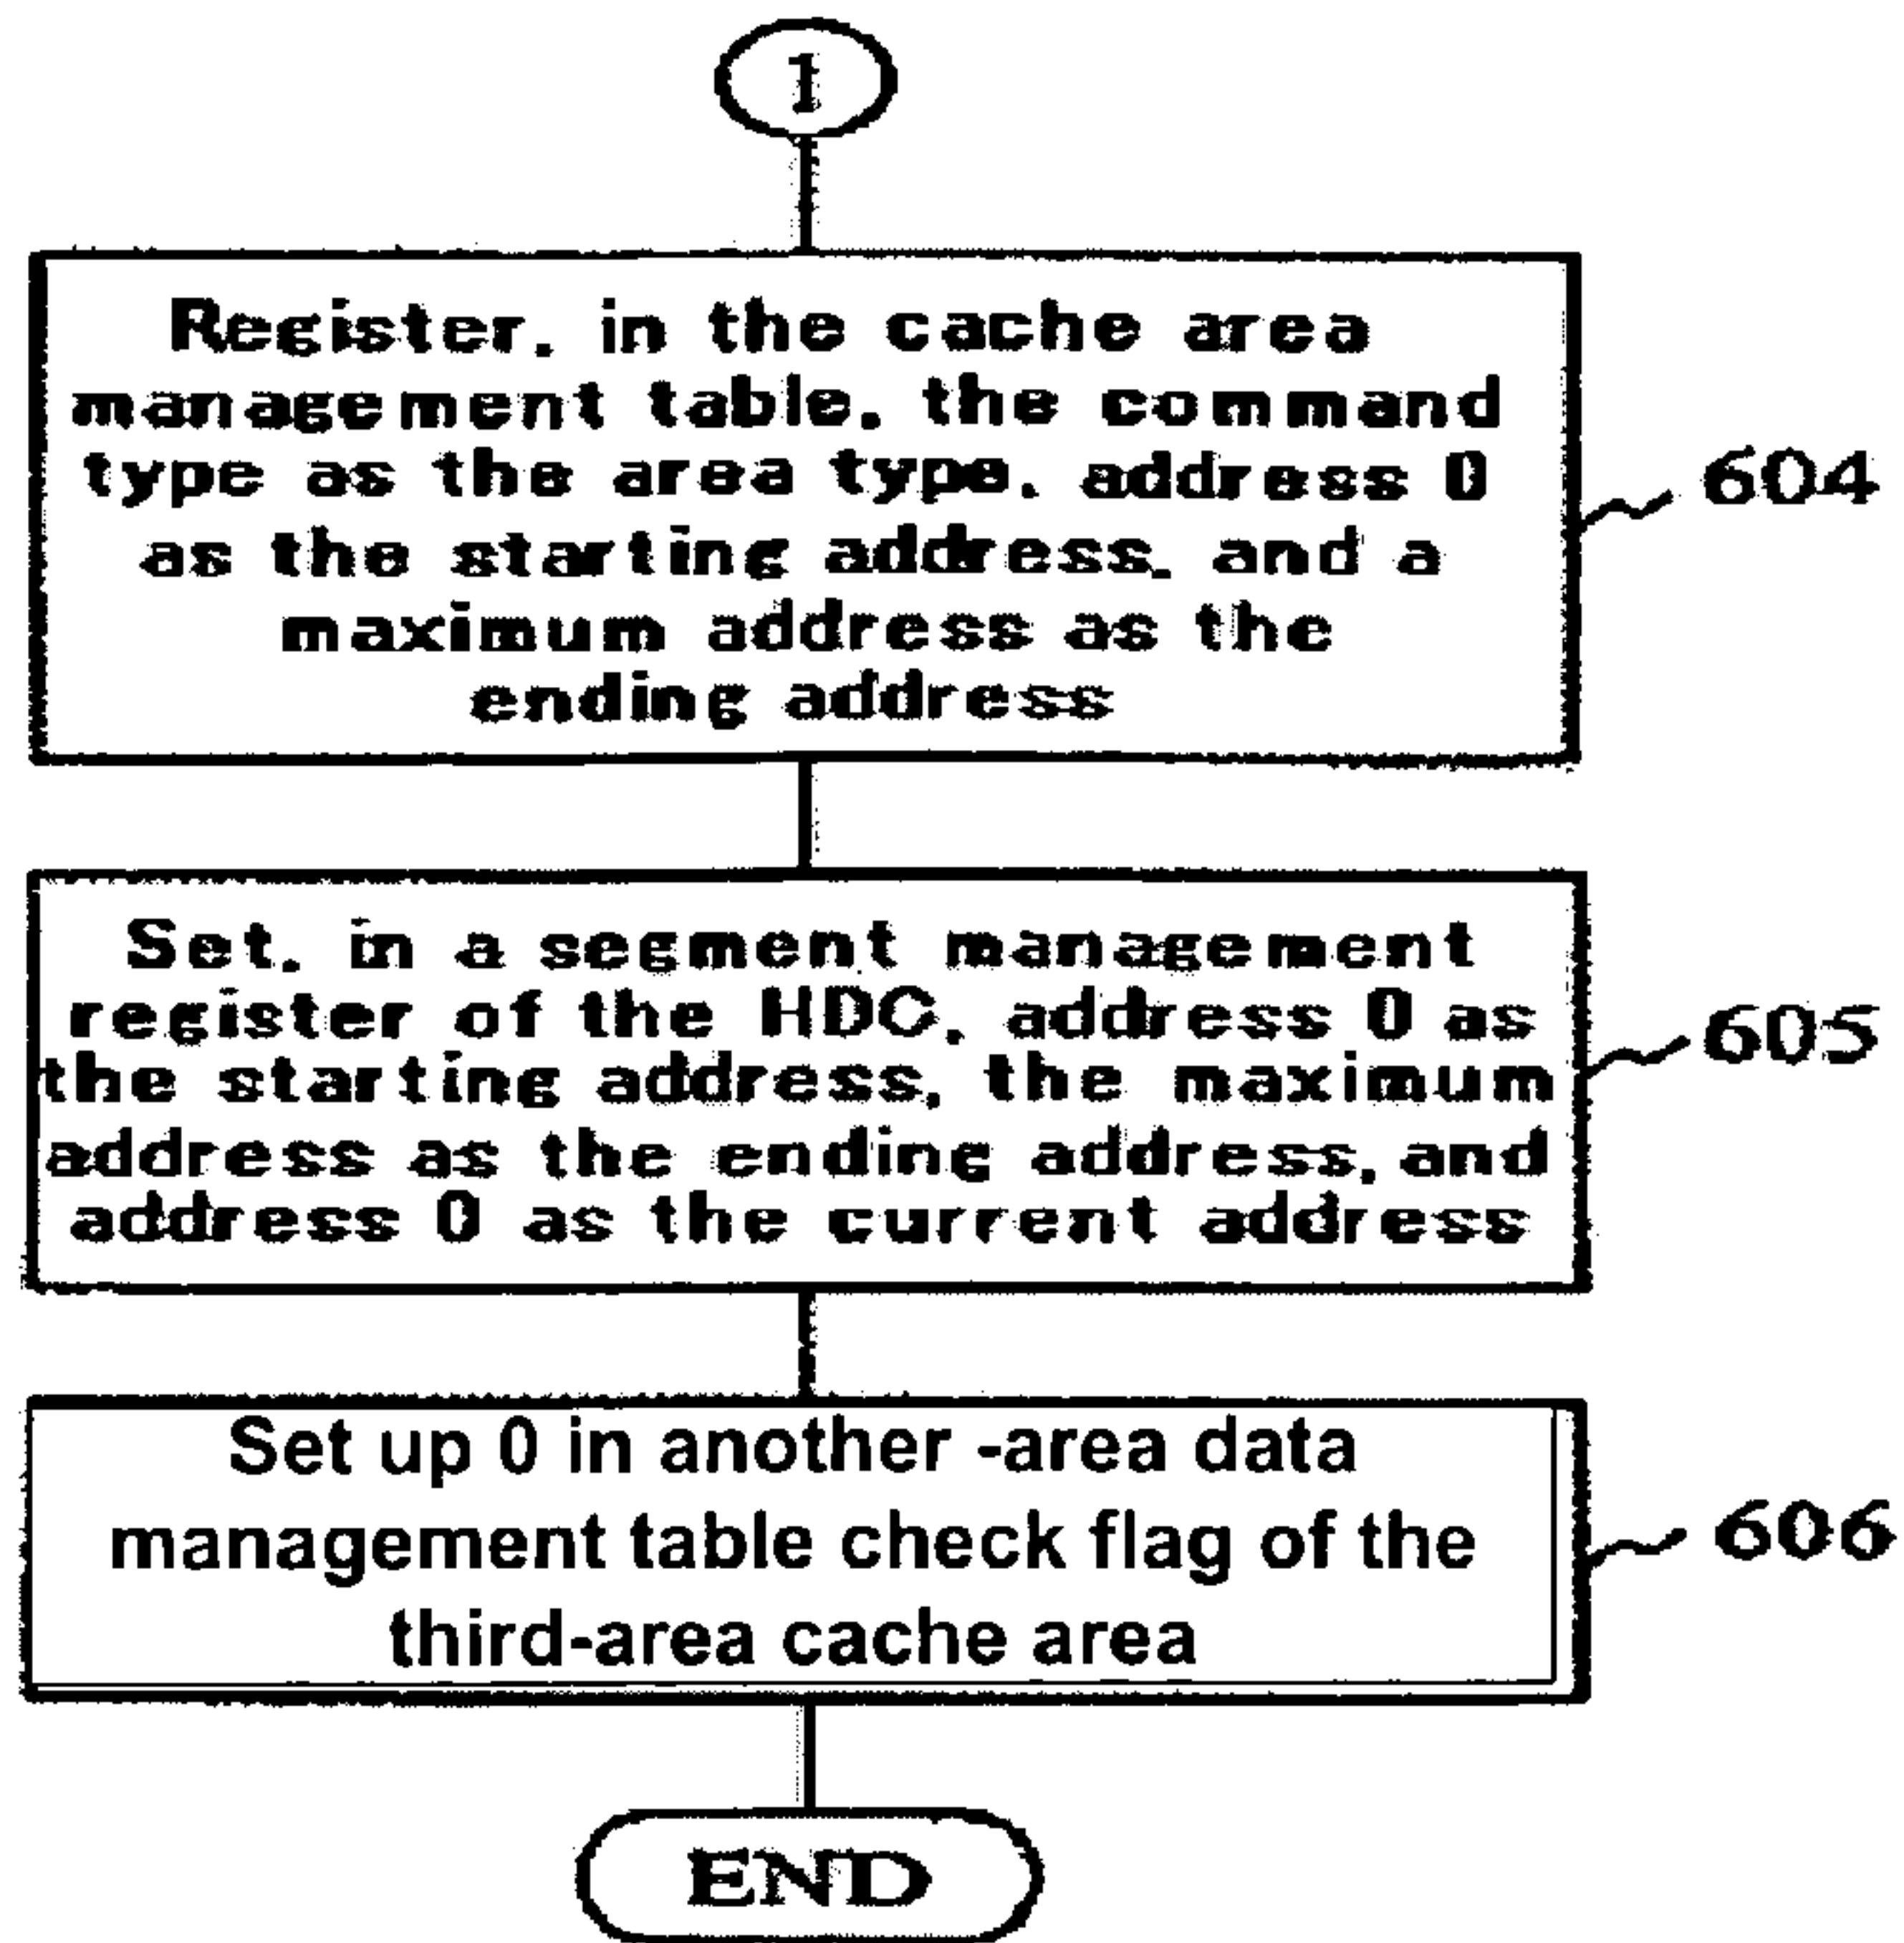 1
Register, in the cache area
management table, the command
type as the area type, address 0
as the starting address, and a
maximum address as the
ending address
604
Set, in a segment management
register of the HDC, address 0 as
the starting address, the maximum
address as the ending address, and
address 0 as the current address
605
Set up 0 in another -area data
management table check flag of the
third-area cache area
606
END